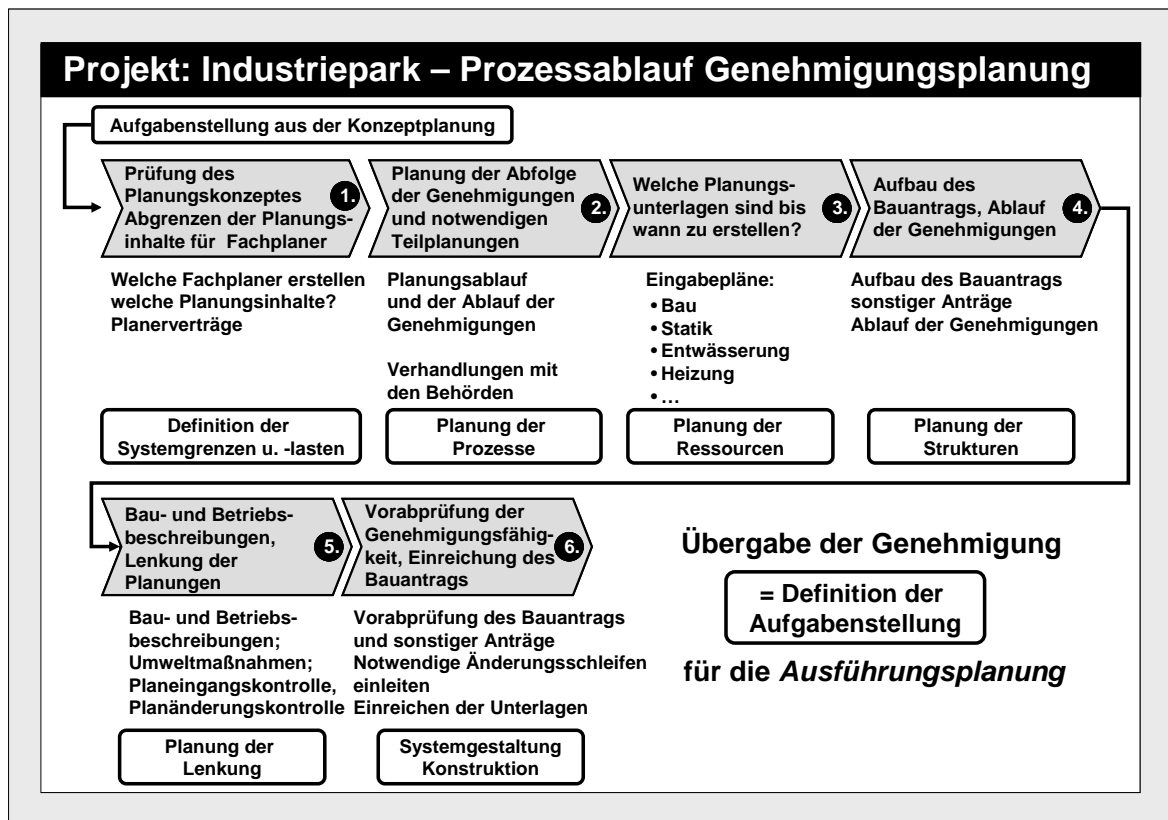 Projekt: Industriepark – Prozessablauf Genehmigungsplanung
Aufgabenstellung aus der Konzeptplanung
Prüfung des
Planungskonzeptes
Abgrenzen der Planungs-
inhalte für Fachplaner
1.
Planung der Abfolge
der Genehmigungen
und notwendigen
Teilplanungen
2.
Welche Planungs-
unterlagen sind bis
wann zu erstellen?
3.
Aufbau des
Bauantrags, Ablauf
der Genehmigungen
4.
Welche Fachplaner erstellen
welche Planungsinhalte?
Planerverträge
Planungsablauf
und der Ablauf der
Genehmigungen
Verhandlungen mit
den Behörden
Eingabepläne:
• Bau
• Statik
• Entwässerung
• Heizung
• …
Aufbau des Bauantrags
sonstiger Anträge
Ablauf der Genehmigungen
Definition der
Systemgrenzen u. -lasten
Planung der
Prozesse
Planung der
Ressourcen
Planung der
Strukturen
Bau- und Betriebs-
beschreibungen,
Lenkung der
Planungen
5.
Vorabprüfung der
Genehmigungsfähig-
keit, Einreichung des
Bauantrags
6.
Bau- und Betriebs-
beschreibungen;
Umweltmaßnahmen;
Planeingangskontrolle,
Planänderungskontrolle
Vorabprüfung des Bauantrags
und sonstiger Anträge
Notwendige Änderungsschleifen
einleiten
Einreichen der Unterlagen
Planung der
Lenkung
Systemgestaltung
Konstruktion
Übergabe der Genehmigung
= Definition der
Aufgabenstellung
für die Ausführungsplanung